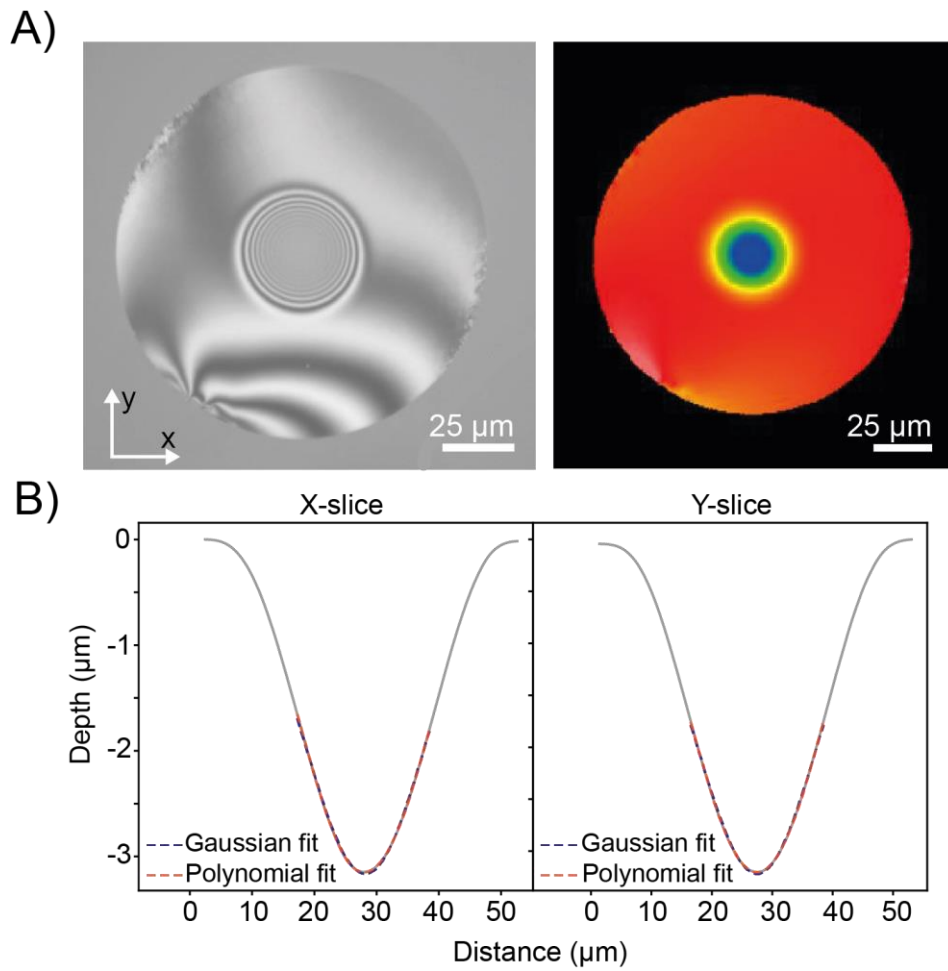 A)
y
x
25 µm
25 µm
B)
X-slice
Y-slice
0
-1
-2
-3
Depth (µm)
Gaussian fit
Polynomial fit
Gaussian fit
Polynomial fit
0 10 20 30 40 50
0 10 20 30 40 50
Distance (µm)